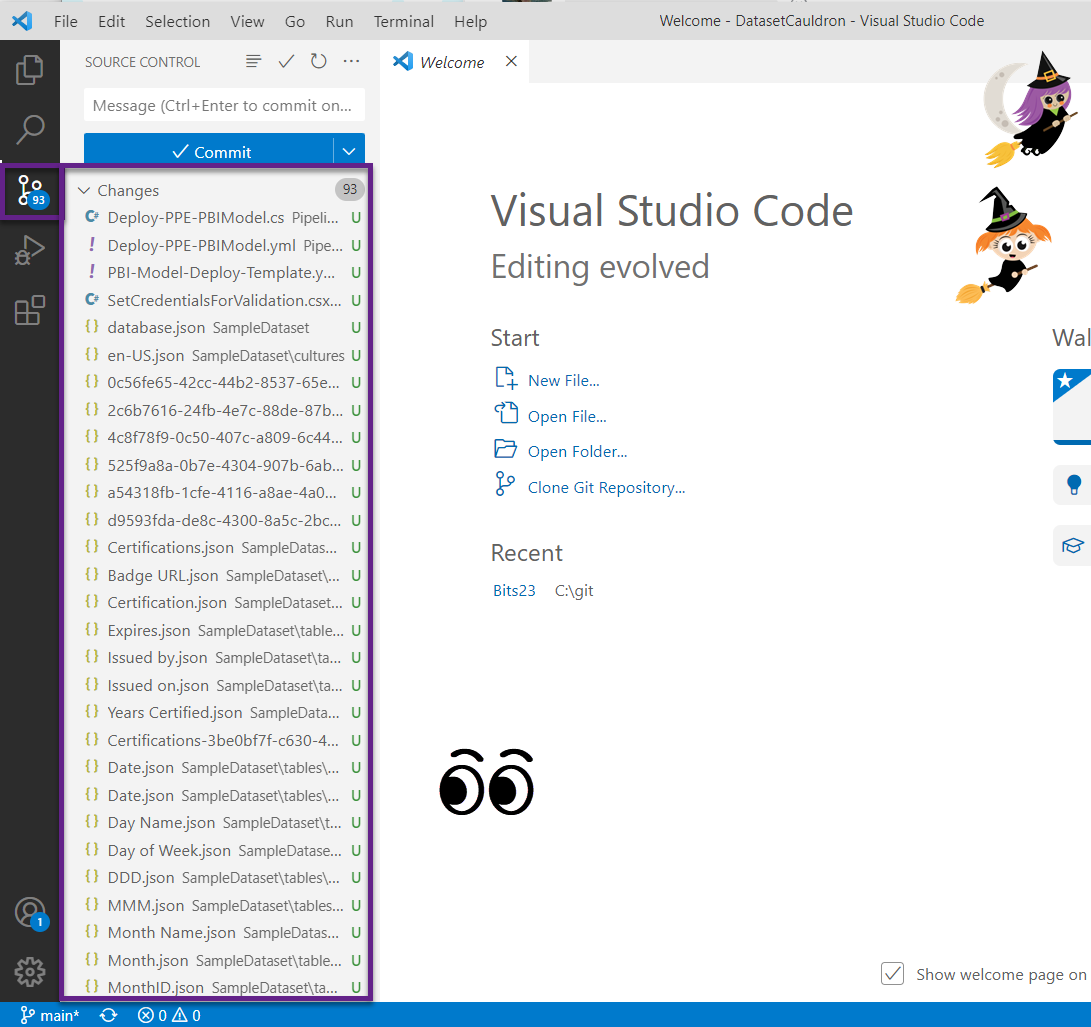 File Edit Selection View Go Run Terminal Help Welcome - DatasetCauldron - Visual Studio Code
SOURCE CONTROL
Welcome
Message (Ctrl+Enter to commit on...
Commit
93
Changes 93
Deploy-PPE-PBIModel.cs Pipeli... U
Deploy-PPE-PBIModel.yml Pipe... U
PBI-Model-Deploy-Template.y... U
SetCredentialsForValidation.csx... U
database.json SampleDataset U
en-US.json SampleDataset\cultures U
0c56fe65-42cc-44b2-8537-65e... U
2c6b7616-24fb-4e7c-88de-87b... U
4c8f78f9-0c50-407c-a809-6c44... U
525f9a8a-0b7e-4304-907b-6ab... U
a54318fb-1cfe-4116-a8ae-4a0... U
d9593fda-de8c-4300-8a5c-2bc... U
Certifications.json SampleDatas... U
Badge URL.json SampleDataset\... U
Certification.json SampleDataset... U
Expires.json SampleDataset\table... U
Issued by.json SampleDataset\ta... U
Issued on.json SampleDataset\ta... U
Years Certified.json SampleData... U
Certifications-3be0bf7f-c630-4... U
Date.json SampleDataset\tables\... U
Date.json SampleDataset\tables\... U
Day Name.json SampleDataset\t... U
Day of Week.json SampleDatase... U
DDD.json SampleDataset\tables\... U
MMM.json SampleDataset\tables... U
Month Name.json SampleDatas... U
Month.json SampleDataset\table... U
MonthID.json SampleDataset\ta... U
Visual Studio Code
Editing evolved
Start
New File...
Open File...
Open Folder...
Clone Git Repository...
Recent
Bits23 C:\git
Wal
Show welcome page on
1
main* 0 0